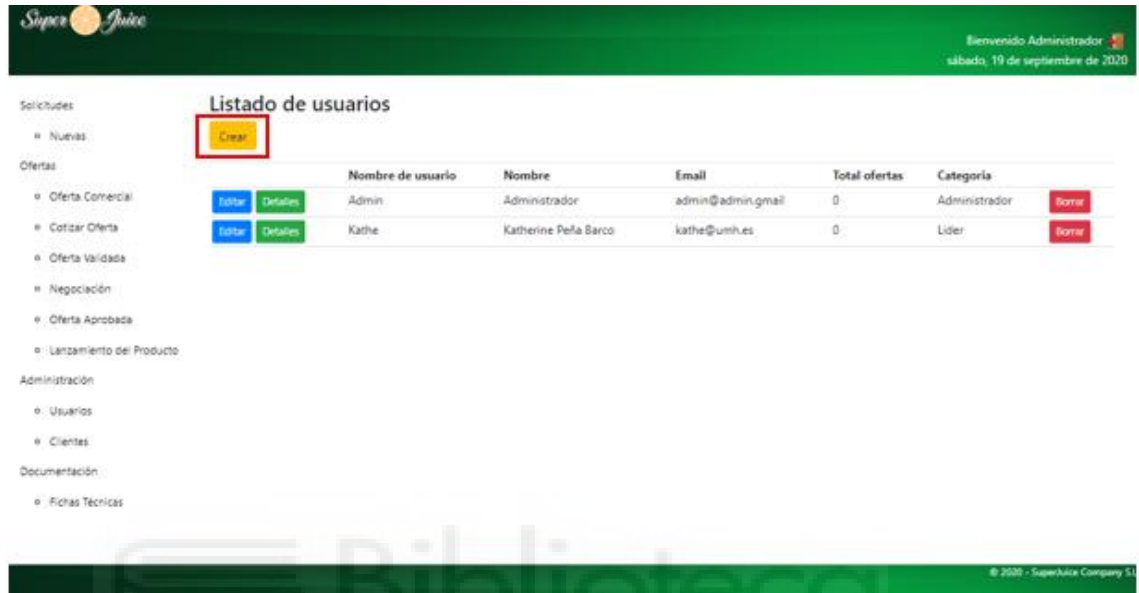 Super Juice
Bienvenido Administrador
sábado, 19 de septiembre de 2020
Solicitudes
Nuevas
Ofertas
Oferta Comercial
Cotizar Oferta
Oferta Validada
Negociación
Oferta Aprobada
Lanzamiento del Producto
Administración
Usuarios
Clientes
Documentación
Fichas Técnicas
Listado de usuarios
Crear
Nombre de usuario Nombre Email Total ofertas Categoria
Editar Detalles Admin Administrador admin@admin.gmail 0 Administrador Borrar
Editar Detalles Kathe Katherine Peña Barco kathe@umh.es 0 Lider Borrar
Biblioteca
© 2020 - SuperJuice Company S.L